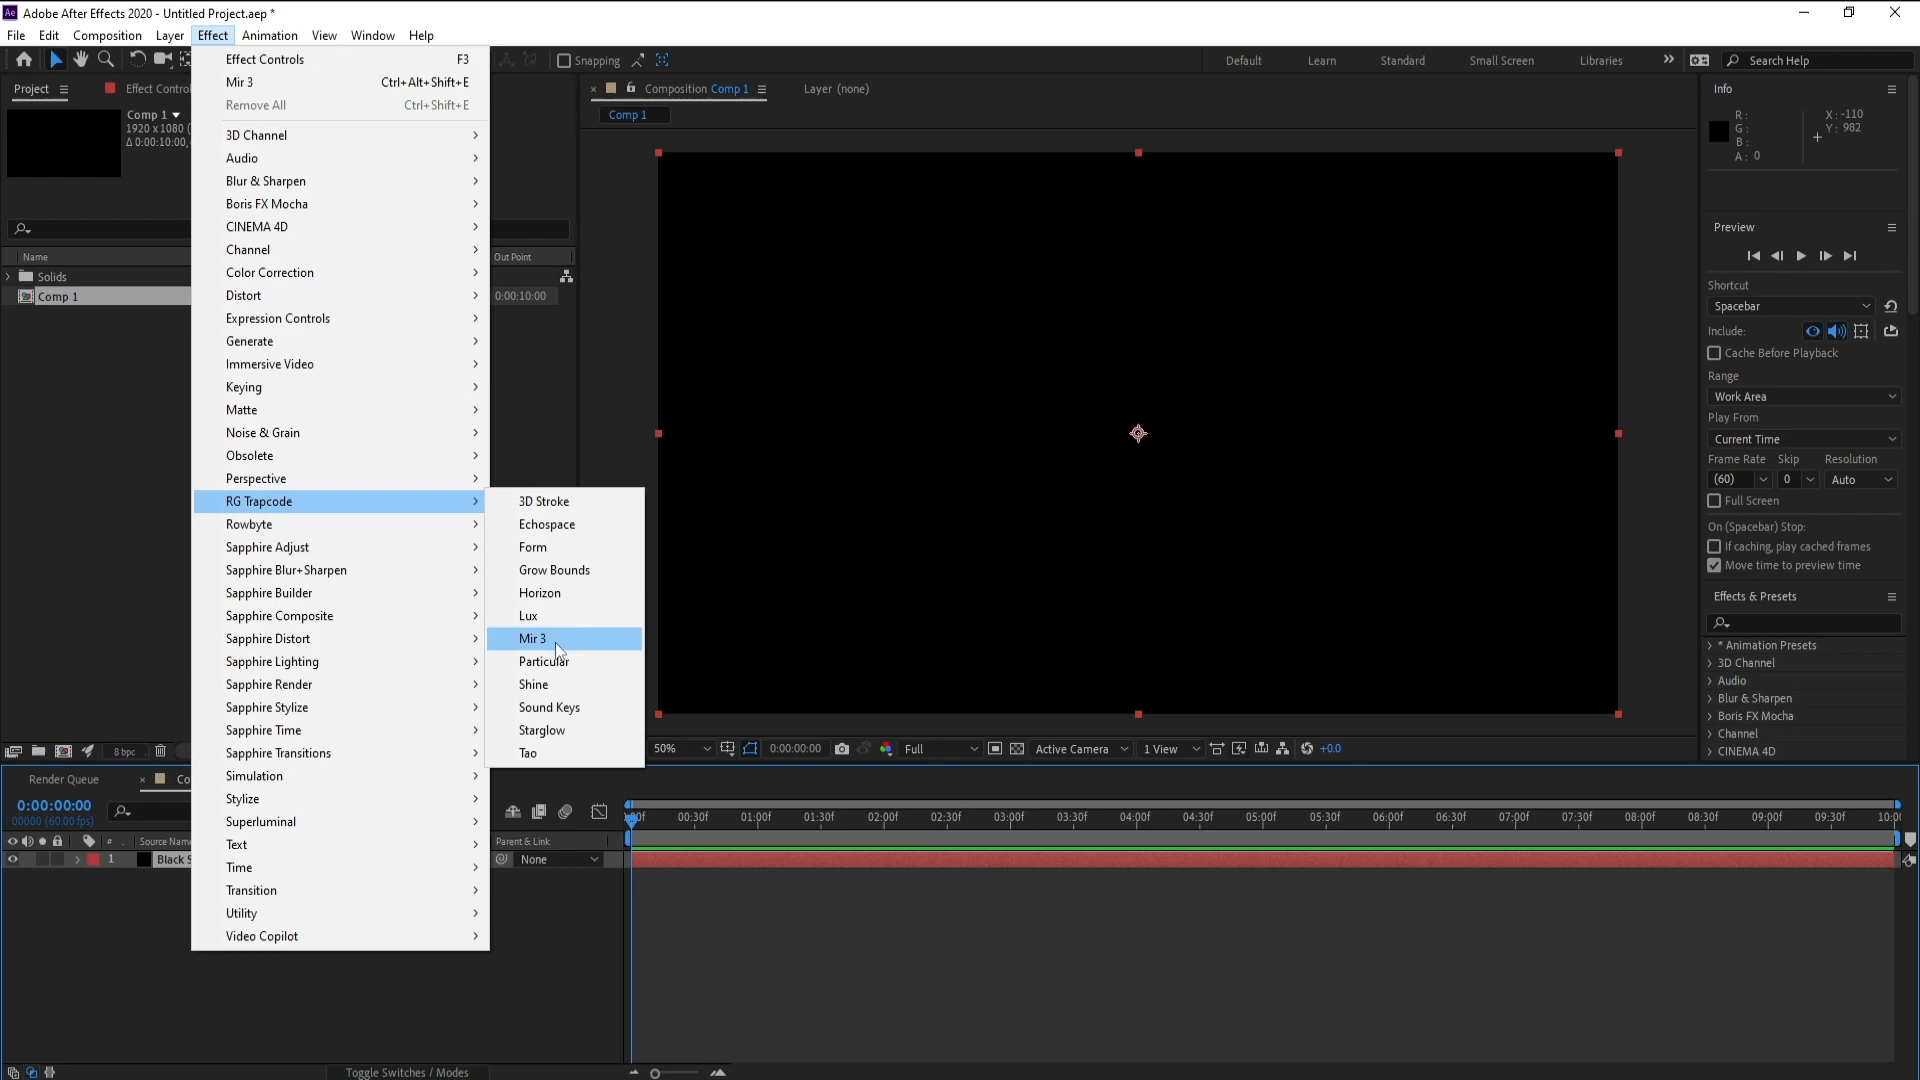 Adobe After Effects 2020 - Untitled Project.aep *
File Edit Composition Layer Effect Animation View Window Help
Snapping
Default Learn Standard Small Screen Libraries
Search Help
Project
Comp 1
1920 x 1080
Δ 0:00:10:00
Name
Solids
Comp 1
Out Point
0:00:10:00
8 bpc
Effect Controls F3
Mir 3 Ctrl+Alt+Shift+E
Remove All Ctrl+Shift+E
3D Channel
Audio
Blur & Sharpen
Boris FX Mocha
CINEMA 4D
Channel
Color Correction
Distort
Expression Controls
Generate
Immersive Video
Keying
Matte
Noise & Grain
Obsolete
Perspective
RG Trapcode
Rowbyte
Sapphire Adjust
Sapphire Blur+Sharpen
Sapphire Builder
Sapphire Composite
Sapphire Distort
Sapphire Lighting
Sapphire Render
Sapphire Stylize
Sapphire Time
Sapphire Transitions
Simulation
Stylize
Superluminal
Text
Time
Transition
Utility
Video Copilot
3D Stroke
Echospace
Form
Grow Bounds
Horizon
Lux
Mir 3
Particular
Shine
Sound Keys
Starglow
Tao
Composition Comp 1
Layer (none)
Comp 1
50% 0:00:00:00 Full Active Camera 1 View +0.0
Info
R:
G:
B:
A: 0
X: -110
Y: 982
Preview
Shortcut
Spacebar
Include:
Cache Before Playback
Range
Work Area
Play From
Current Time
Frame Rate Skip Resolution
(60) 0 Auto
Full Screen
On (Spacebar) Stop:
If caching, play cached frames
Move time to preview time
Effects & Presets
* Animation Presets
3D Channel
Audio
Blur & Sharpen
Boris FX Mocha
Channel
CINEMA 4D
Render Queue
0:00:00:00
00000 (60.00 fps)
# Source Name
Parent & Link
1 Black
None
00:30f 01:00f 01:30f 02:00f 02:30f 03:00f 03:30f 04:00f 04:30f 05:00f 05:30f 06:00f 06:30f 07:00f 07:30f 08:00f 08:30f 09:00f 09:30f
Toggle Switches / Modes